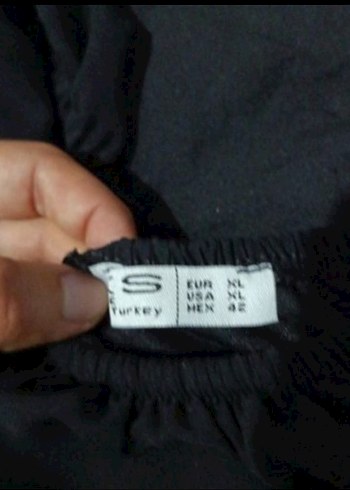 S
Turkey
EUR XL
USA XL
MEX 42